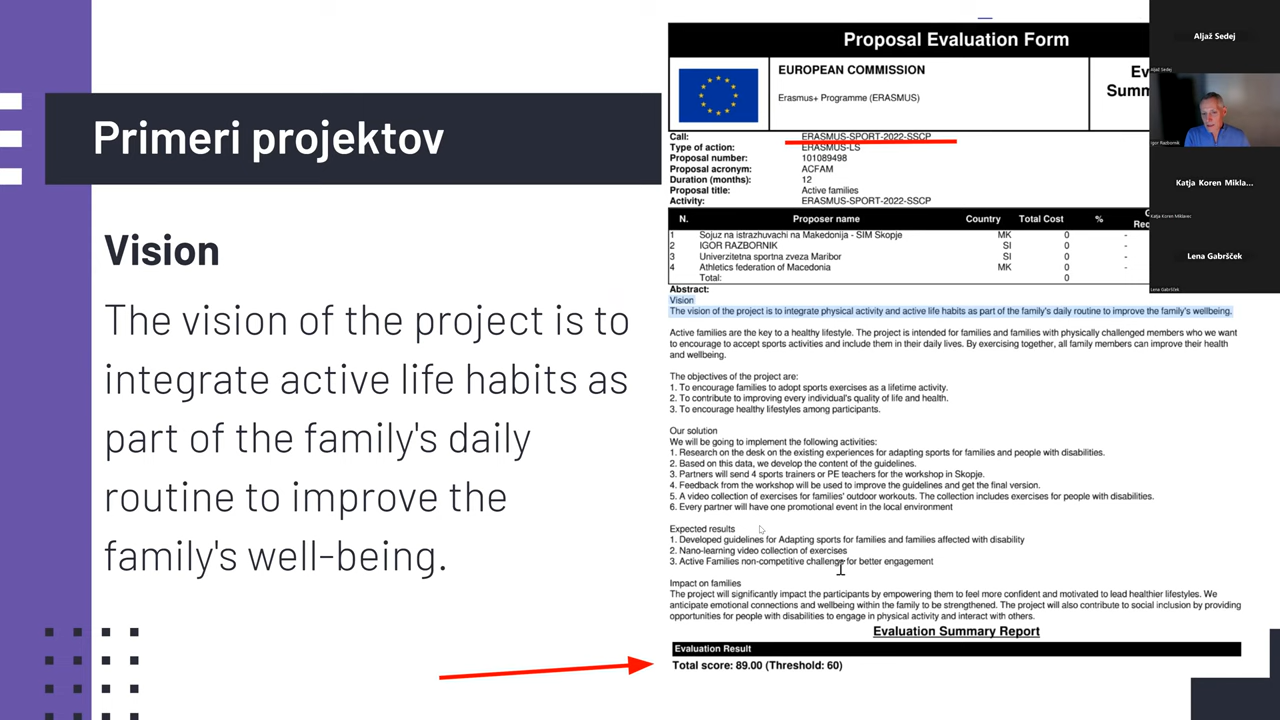 Primeri projektov
Vision
The vision of the project is to
integrate active life habits as
part of the family's daily
routine to improve the
family's well-being.
Proposal Evaluation Form
EUROPEAN COMMISSION
Erasmus+ Programme (ERASMUS)
Call: ERASMUS-SPORT-2022-SSCP
Type of action: ERASMUS-LS
Proposal number: 101089498
Proposal acronym: ACFAM
Duration (months): 12
Proposal title: Active families
Activity: ERASMUS-SPORT-2022-SSCP
N. Proposer name Country Total Cost %
1 Sojuz na istrazhuvachi na Makedonija - SIM Skopje MK 0 -
2 IGOR RAZBORNIK SI 0 -
3 Univerzitetna sportna zveza Maribor SI 0 -
4 Athletics federation of Macedonia MK 0 -
Total: 0
Abstract:
Vision
The vision of the project is to integrate physical activity and active life habits as part of the family's daily routine to improve the family's wellbeing.
Active families are the key to a healthy lifestyle. The project is intended for families and families with physically challenged members who we want
to encourage to accept sports activities and include them in their daily lives. By exercising together, all family members can improve their health
and wellbeing.
The objectives of the project are:
1. To encourage families to adopt sports exercises as a lifetime activity.
2. To contribute to improving every individual's quality of life and health.
3. To encourage healthy lifestyles among participants.
Our solution
We will be going to implement the following activities:
1. Research on the desk on the existing experiences for adapting sports for families and people with disabilities.
2. Based on this data, we develop the content of the guidelines.
3. Partners will send 4 sports trainers or PE teachers for the workshop in Skopje.
4. Feedback from the workshop will be used to improve the guidelines and get the final version.
5. A video collection of exercises for families' outdoor workouts. The collection includes exercises for people with disabilities.
6. Every partner will have one promotional event in the local environment
Expected results
1. Developed guidelines for Adapting sports for families and families affected with disability
2. Nano-learning video collection of exercises
3. Active Families non-competitive challenge for better engagement
Impact on families
The project will significantly impact the participants by empowering them to feel more confident and motivated to lead healthier lifestyles. We
anticipate emotional connections and wellbeing within the family to be strengthened. The project will also contribute to social inclusion by providing
opportunities for people with disabilities to engage in physical activity and interact with others.
Evaluation Summary Report
Evaluation Result
Total score: 89.00 (Threshold: 60)
Aljaž Sedej
Aljaž Sedej
Igor Razbornik
Katja Koren Mikla...
Katja Koren Miklavec
Lena Gabršček
Lena Gabršček